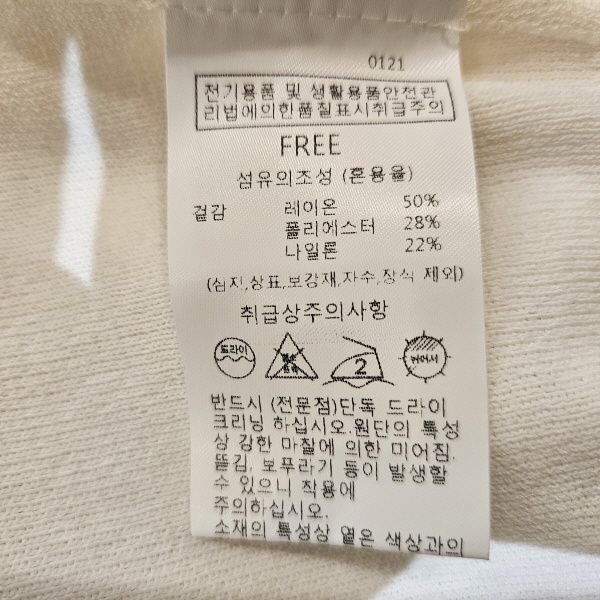 0121
전기용품 및 생활용품안전관
리법에의한품질표시취급주의
FREE
섬유의조성 (혼용율)
겉감 레이온 50%
폴리에스터 28%
나일론 22%
(심지,상표,보강재,자수,장식 제외)
취급상주의사항
드라이 염소표백 2 뉘어서
반드시 (전문점)단독 드라이
크리닝 하십시오.원단의 특성
상 강한 마찰에 의한 미어짐.
뜯김, 보푸라기 등이 발생할
수 있으니 착용에
주의하십시오.
소재의 특성상 옅은 색상과의